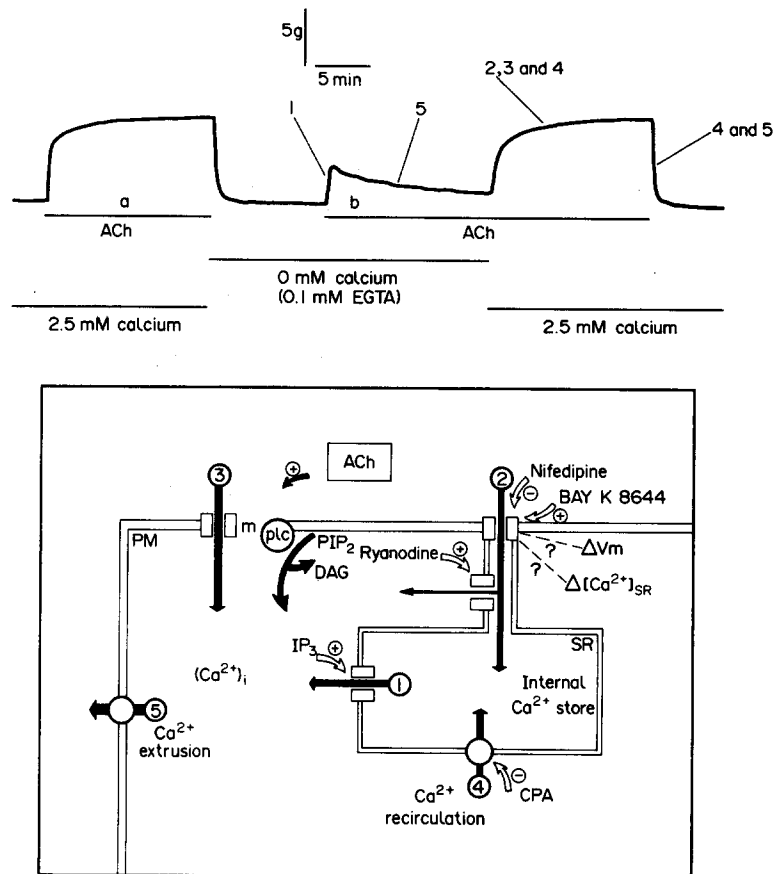 5g
5 min
1
5
2,3 and 4
4 and 5
a
b
ACh
ACh
0 mM calcium
(0.1 mM EGTA)
2.5 mM calcium
2.5 mM calcium
3
+
ACh
2
Nifedipine
−
BAY K 8644
+
PM
m
plc
PIP2
Ryanodine
+
DAG
?
ΔVm
?
Δ[Ca2+]SR
IP3
+
SR
(Ca2+)i
1
Internal
Ca2+ store
5
Ca2+
extrusion
4
−
CPA
Ca2+
recirculation